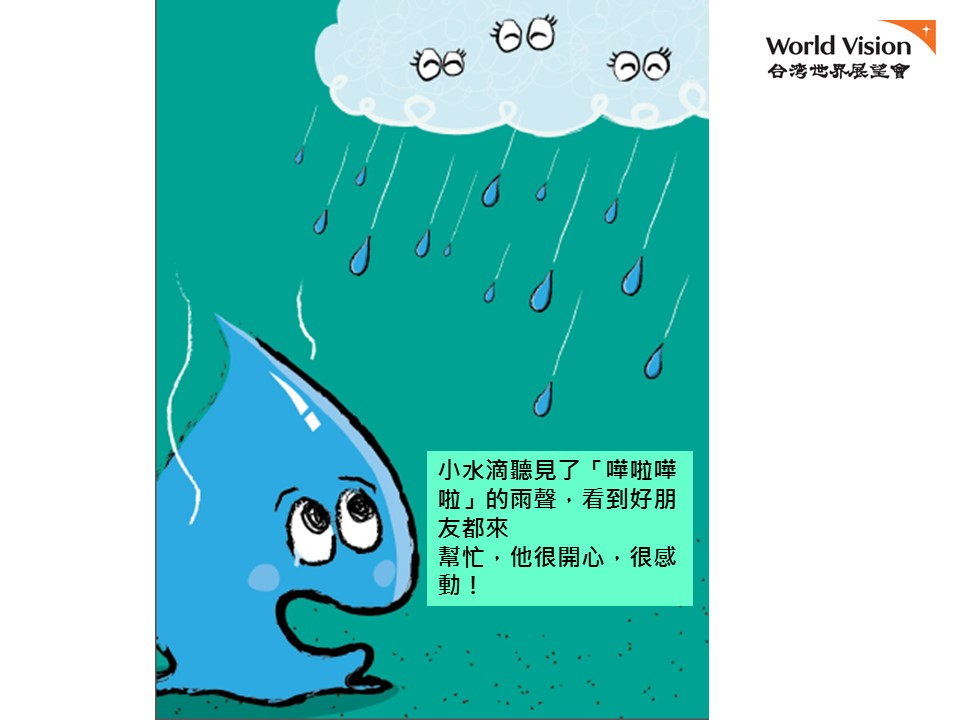 World Vision
台灣世界展望會
小水滴聽見了「嘩啦嘩
啦」的雨聲，看到好朋
友都來
幫忙，他很開心，很感
動！